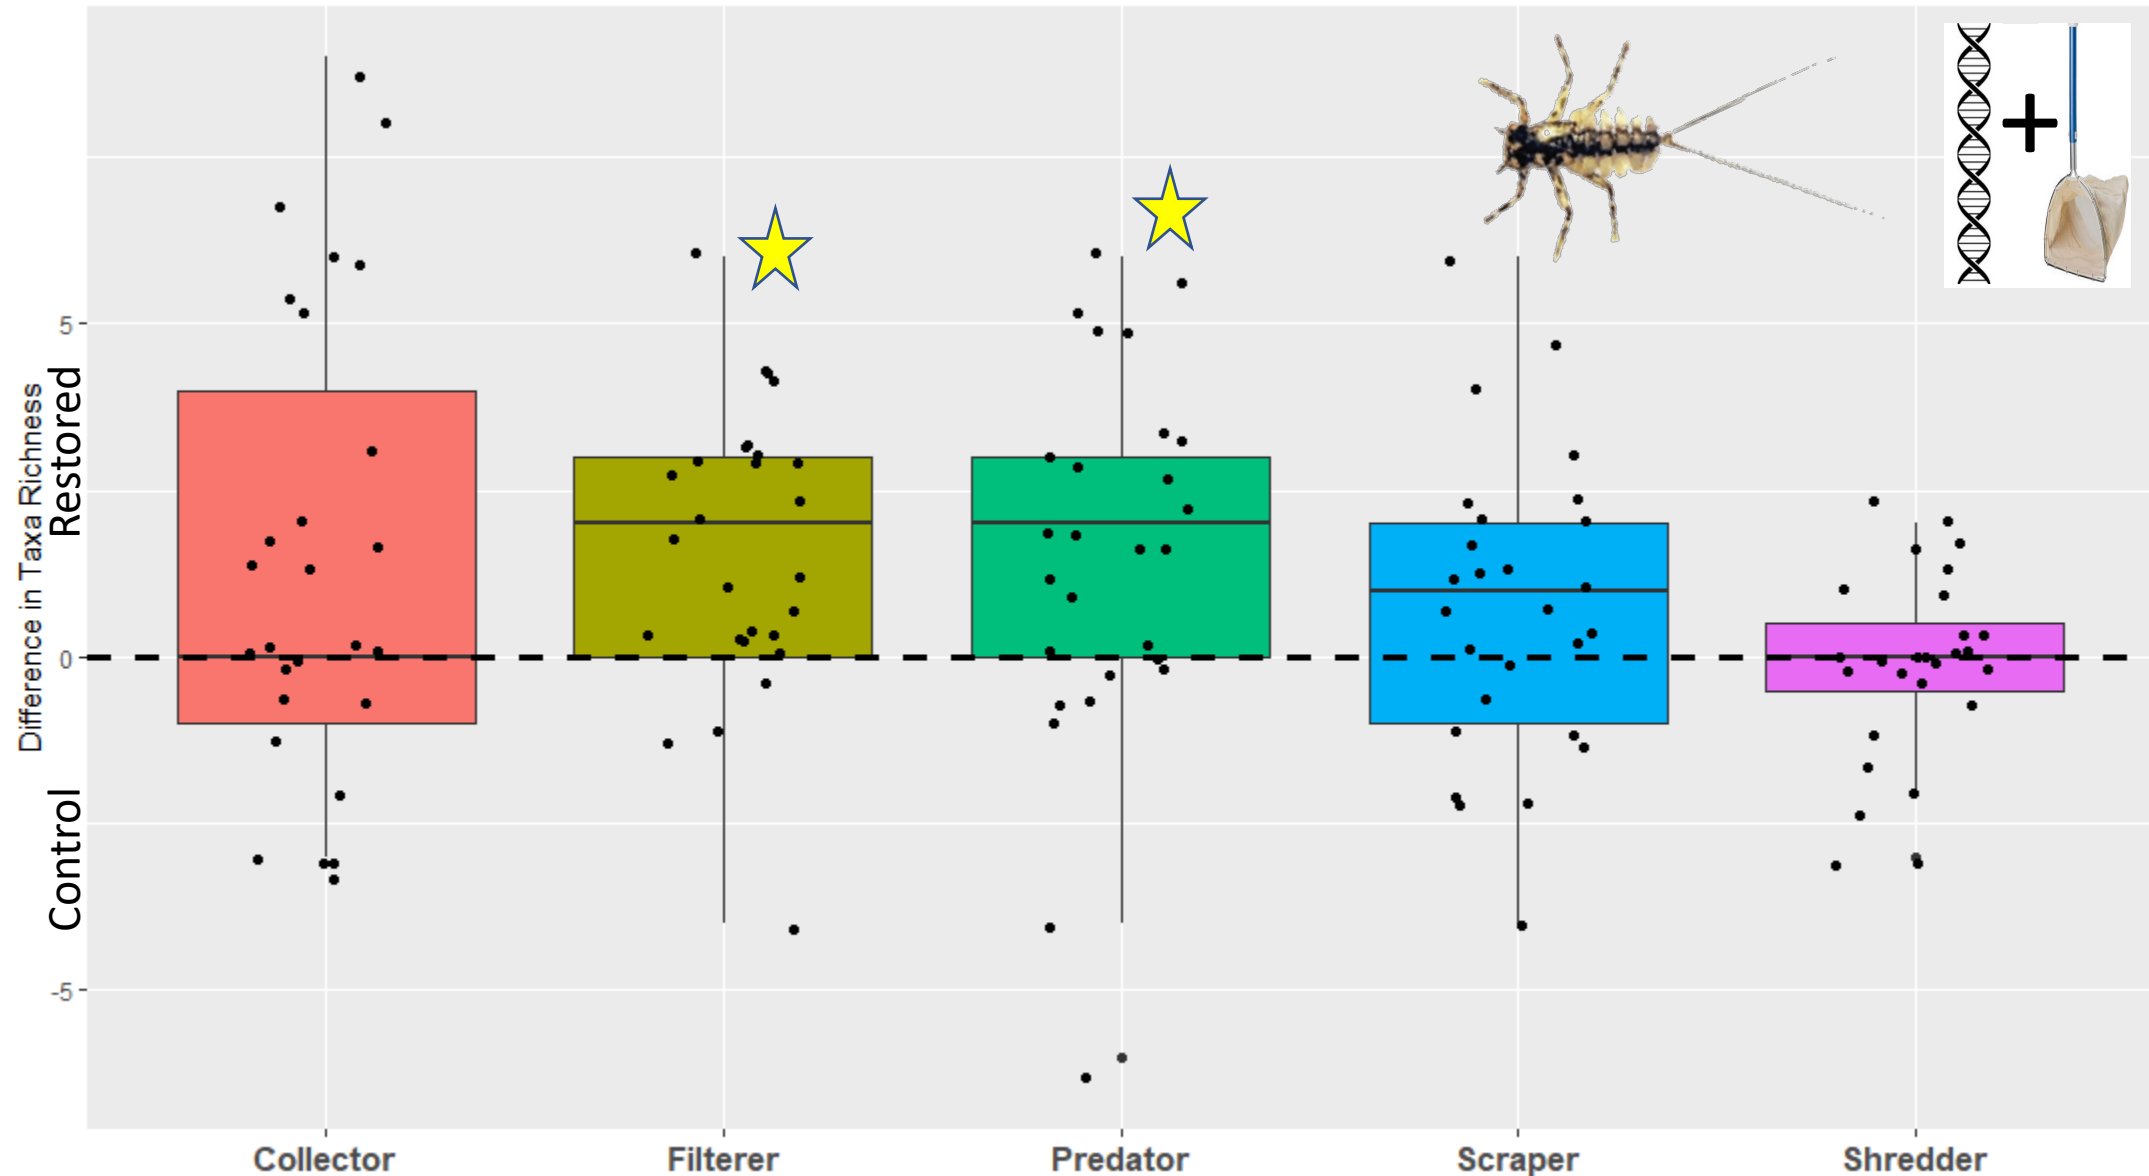 Difference in Taxa Richness
Restored
Control
5
0
-5
Collector
Filterer
Predator
Scraper
Shredder
+